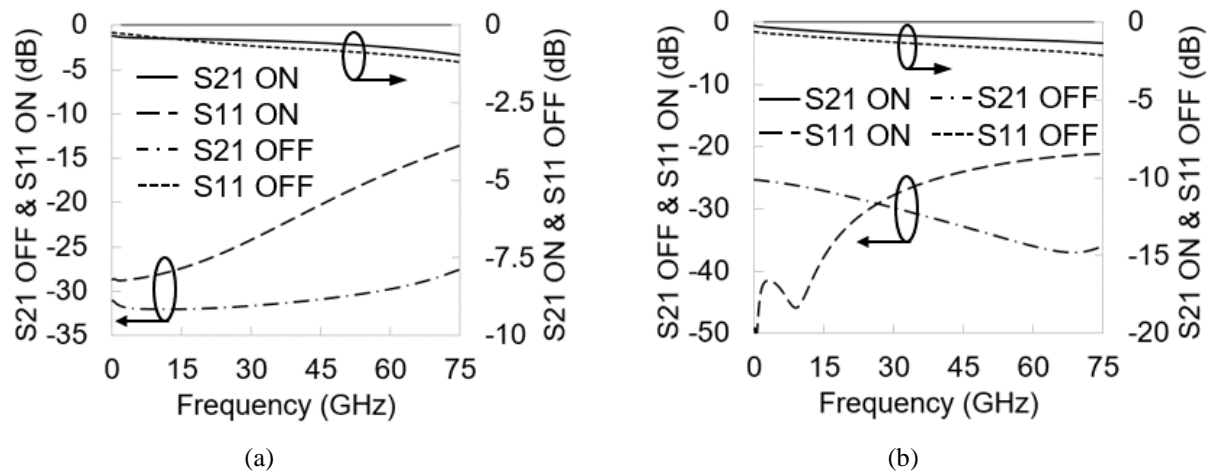 S21 OFF & S11 ON (dB)
0
-5
-10
-15
-20
-25
-30
-35
S21 ON
S11 ON
S21 OFF
S11 OFF
0
-2.5
-5
-7.5
-10
S21 ON & S11 OFF (dB)
0 15 30 45 60 75
Frequency (GHz)
(a)
S21 OFF & S11 ON (dB)
0
-10
-20
-30
-40
-50
S21 ON S21 OFF
S11 ON S11 OFF
0
-5
-10
-15
-20
S21 ON & S11 OFF (dB)
0 15 30 45 60 75
Frequency (GHz)
(b)